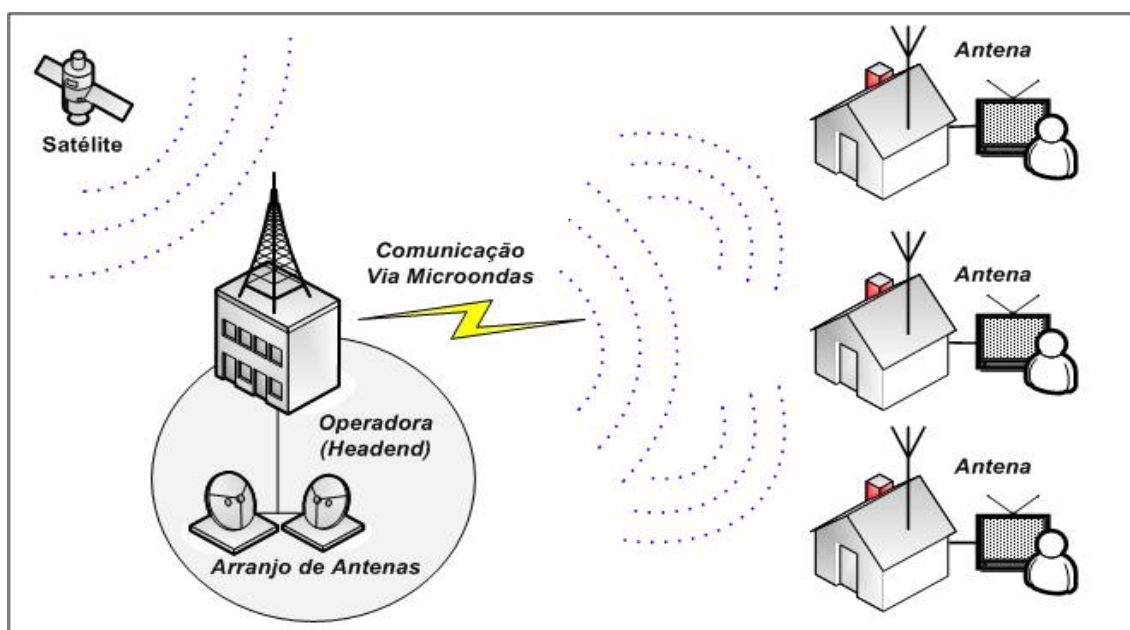 Satélite
Comunicação
Via Microondas
Operadora
(Headend)
Arranjo de Antenas
Antena
Antena
Antena